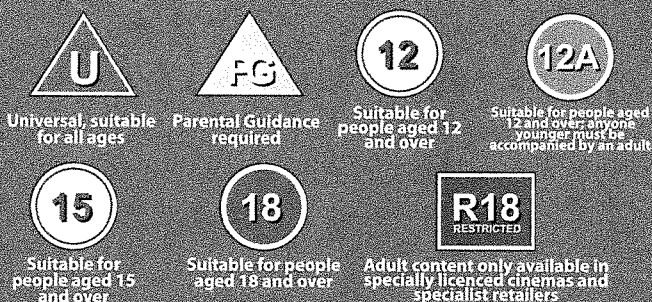 U
PG
12
12A
Universal, suitable
for all ages
Parental Guidance
required
Suitable for
people aged 12
and over
Suitable for people aged
12 and over; anyone
younger must be
accompanied by an adult
15
18
R18
RESTRICTED
Suitable for
people aged 15
and over
Suitable for people
aged 18 and over
Adult content only available in
specially licenced cinemas and
specialist retailers